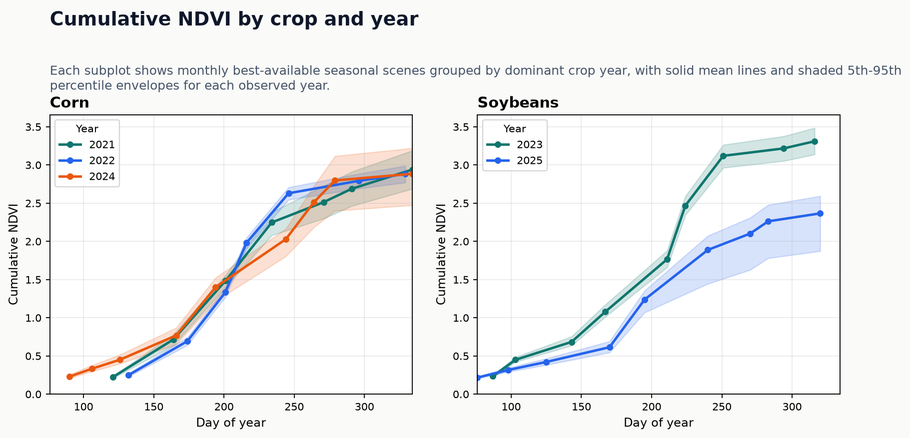 Cumulative NDVI by crop and year
Each subplot shows monthly best-available seasonal scenes grouped by dominant crop year, with solid mean lines and shaded 5th-95th
percentile envelopes for each observed year.
Corn
Cumulative NDVI
3.5
3.0
2.5
2.0
1.5
1.0
0.5
0.0
Year
2021
2022
2024
100
150
200
250
300
Day of year
Soybeans
Cumulative NDVI
3.5
3.0
2.5
2.0
1.5
1.0
0.5
0.0
Year
2023
2025
100
150
200
250
300
Day of year